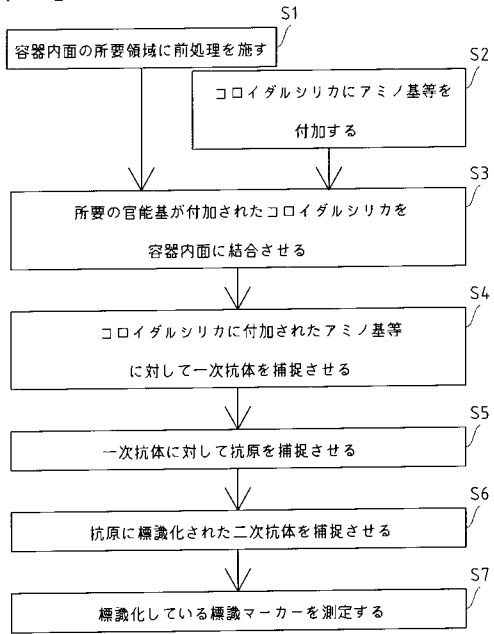 S1
容器内面の所要領域に前処理を施す
S2
コロイダルシリカにアミノ基等を
付加する
S3
所要の官能基が付加されたコロイダルシリカを
容器内面に結合させる
S4
コロイダルシリカに付加されたアミノ基等
に対して一次抗体を捕捉させる
S5
一次抗体に対して抗原を捕捉させる
S6
抗原に標識化された二次抗体を捕捉させる
S7
標識化している標識マーカーを測定する